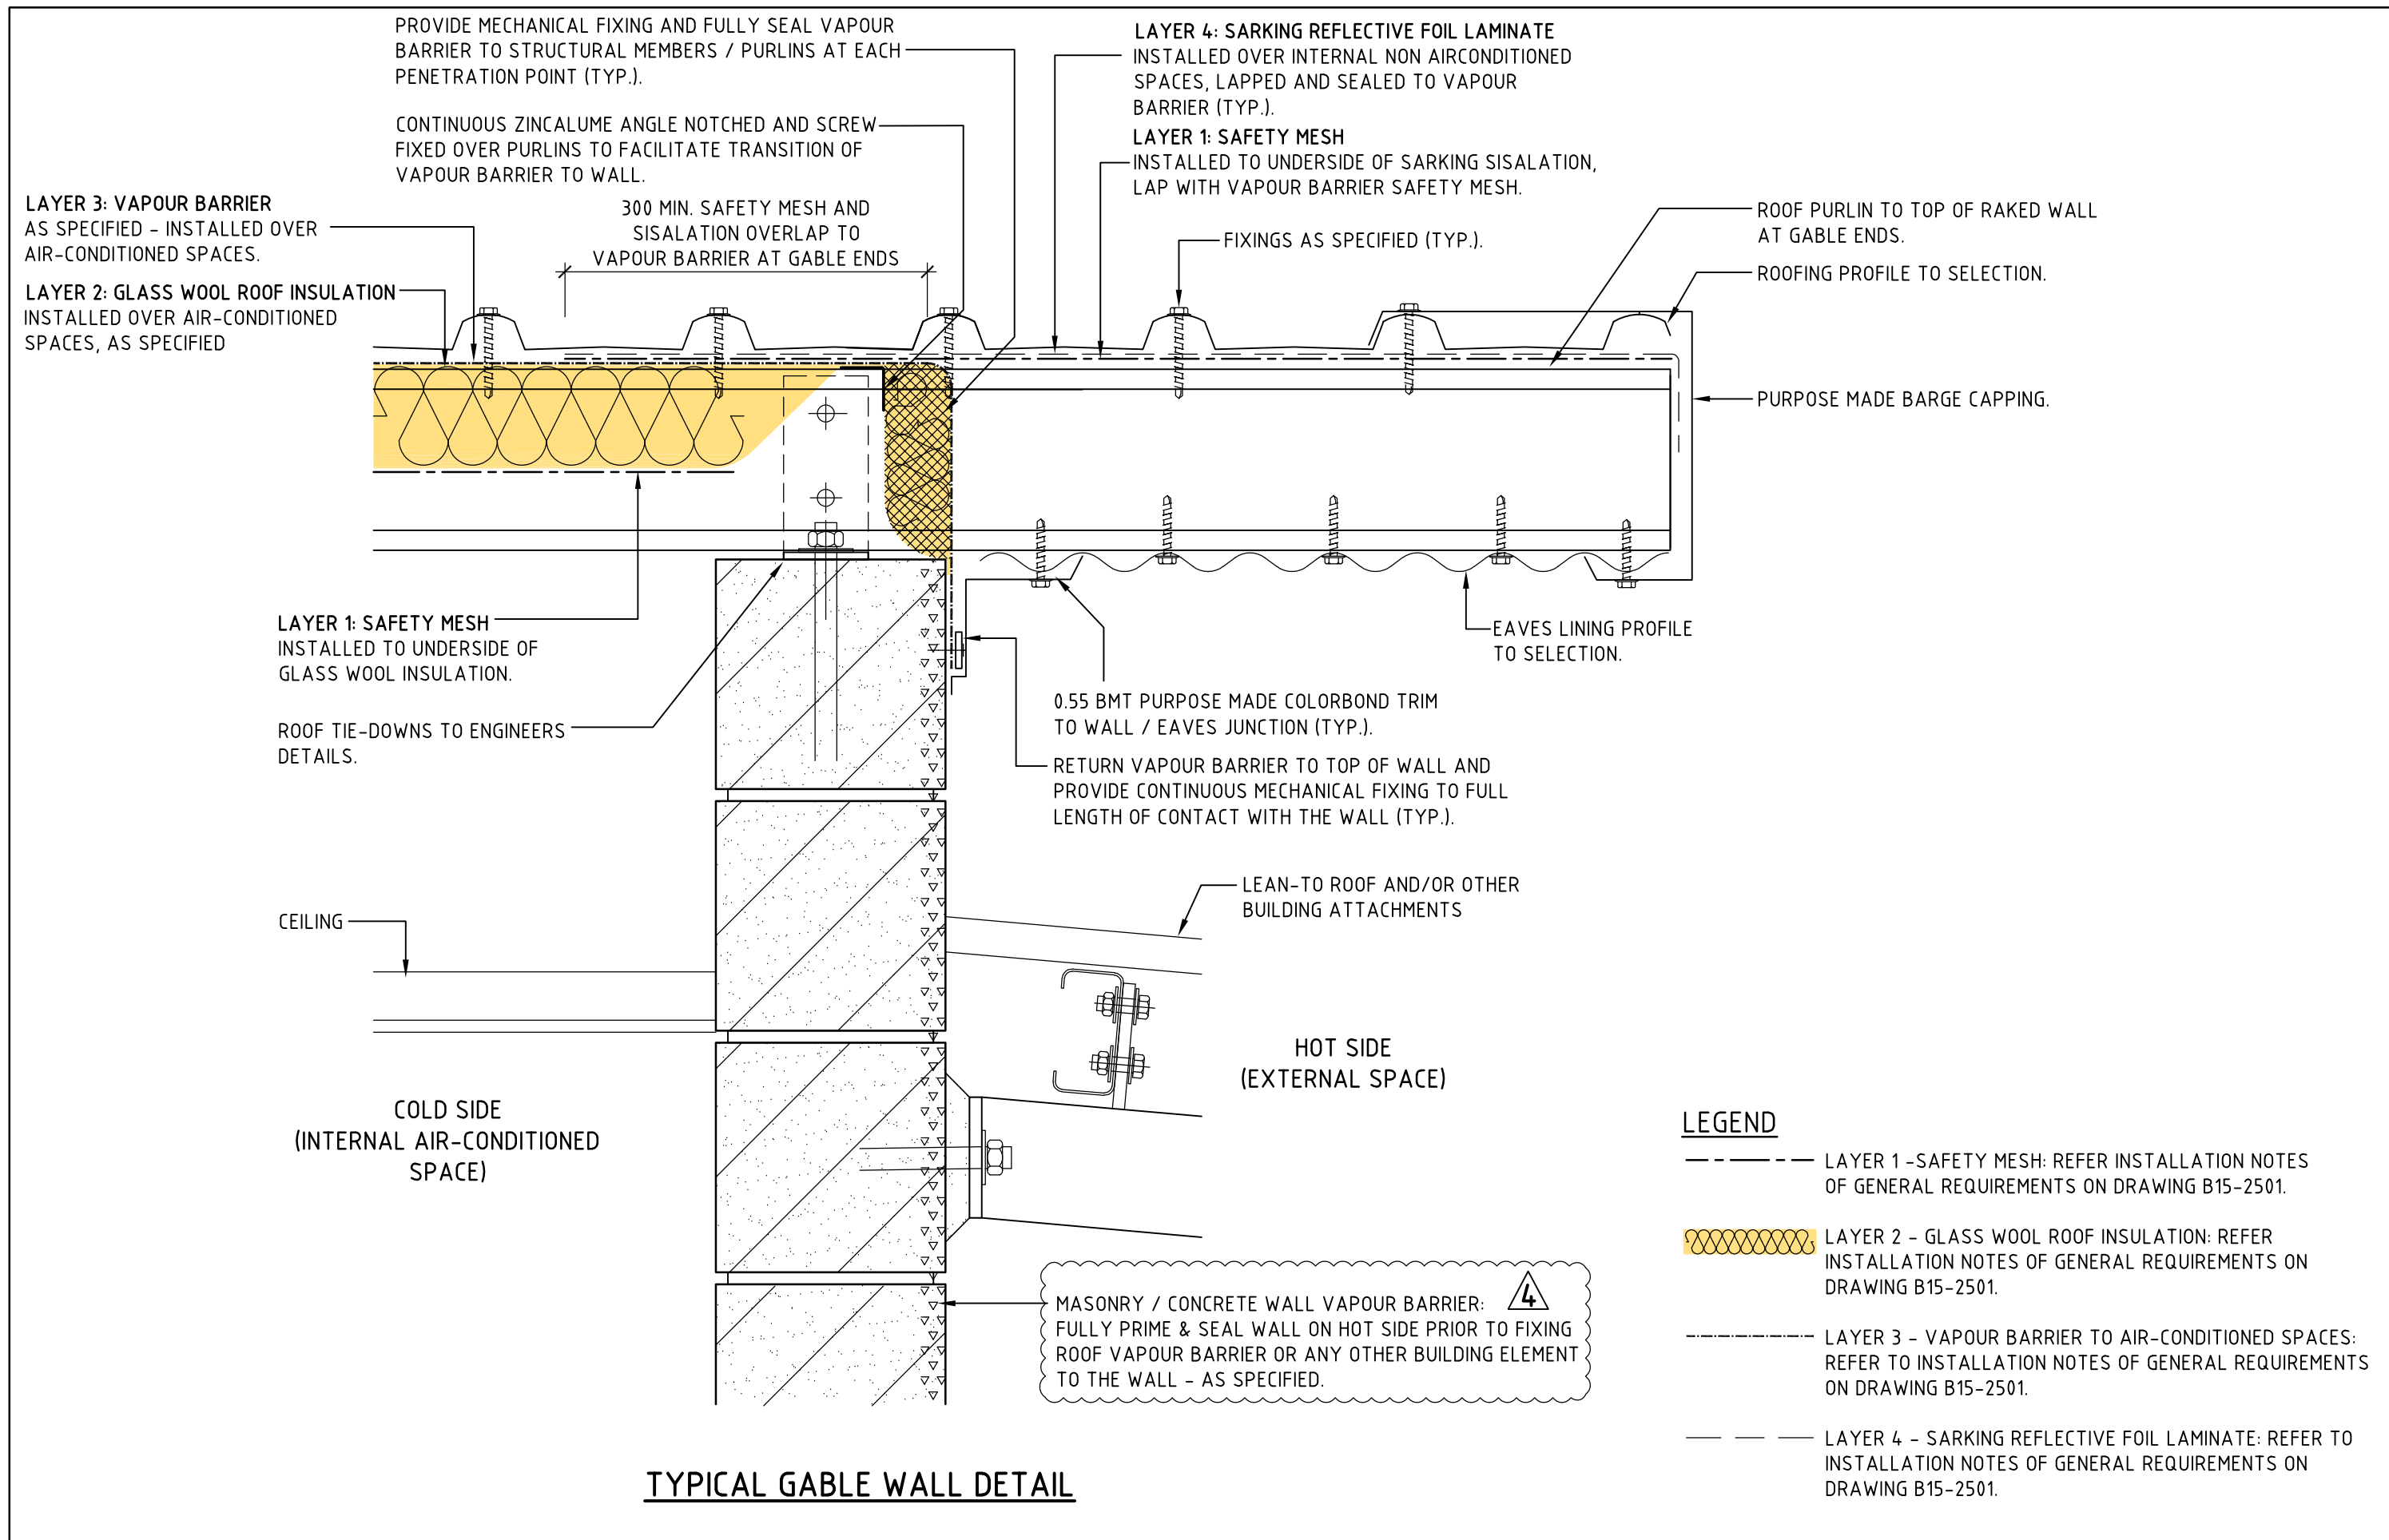 PROVIDE MECHANICAL FIXING AND FULLY SEAL VAPOUR
BARRIER TO STRUCTURAL MEMBERS / PURLINS AT EACH
PENETRATION POINT (TYP.).
CONTINUOUS ZINCALUME ANGLE NOTCHED AND SCREW
FIXED OVER PURLINS TO FACILITATE TRANSITION OF
VAPOUR BARRIER TO WALL.
LAYER 3: VAPOUR BARRIER
AS SPECIFIED - INSTALLED OVER
AIR-CONDITIONED SPACES.
300 MIN. SAFETY MESH AND
SISALATION OVERLAP TO
VAPOUR BARRIER AT GABLE ENDS
LAYER 2: GLASS WOOL ROOF INSULATION
INSTALLED OVER AIR-CONDITIONED
SPACES, AS SPECIFIED
LAYER 4: SARKING REFLECTIVE FOIL LAMINATE
INSTALLED OVER INTERNAL NON AIRCONDITIONED
SPACES, LAPPED AND SEALED TO VAPOUR
BARRIER (TYP.).
LAYER 1: SAFETY MESH
INSTALLED TO UNDERSIDE OF SARKING SISALATION,
LAP WITH VAPOUR BARRIER SAFETY MESH.
FIXINGS AS SPECIFIED (TYP.).
ROOF PURLIN TO TOP OF RAKED WALL
AT GABLE ENDS.
ROOFING PROFILE TO SELECTION.
PURPOSE MADE BARGE CAPPING.
LAYER 1: SAFETY MESH
INSTALLED TO UNDERSIDE OF
GLASS WOOL INSULATION.
ROOF TIE-DOWNS TO ENGINEERS
DETAILS.
EAVES LINING PROFILE
TO SELECTION.
0.55 BMT PURPOSE MADE COLORBOND TRIM
TO WALL / EAVES JUNCTION (TYP.).
RETURN VAPOUR BARRIER TO TOP OF WALL AND
PROVIDE CONTINUOUS MECHANICAL FIXING TO FULL
LENGTH OF CONTACT WITH THE WALL (TYP.).
LEAN-TO ROOF AND/OR OTHER
BUILDING ATTACHMENTS
CEILING
HOT SIDE
(EXTERNAL SPACE)
COLD SIDE
(INTERNAL AIR-CONDITIONED
SPACE)
MASONRY / CONCRETE WALL VAPOUR BARRIER: 4
FULLY PRIME & SEAL WALL ON HOT SIDE PRIOR TO FIXING
ROOF VAPOUR BARRIER OR ANY OTHER BUILDING ELEMENT
TO THE WALL - AS SPECIFIED.
LEGEND
LAYER 1 -SAFETY MESH: REFER INSTALLATION NOTES
OF GENERAL REQUIREMENTS ON DRAWING B15-2501.
LAYER 2 - GLASS WOOL ROOF INSULATION: REFER
INSTALLATION NOTES OF GENERAL REQUIREMENTS ON
DRAWING B15-2501.
LAYER 3 - VAPOUR BARRIER TO AIR-CONDITIONED SPACES:
REFER TO INSTALLATION NOTES OF GENERAL REQUIREMENTS
ON DRAWING B15-2501.
LAYER 4 - SARKING REFLECTIVE FOIL LAMINATE: REFER TO
INSTALLATION NOTES OF GENERAL REQUIREMENTS ON
DRAWING B15-2501.
TYPICAL GABLE WALL DETAIL